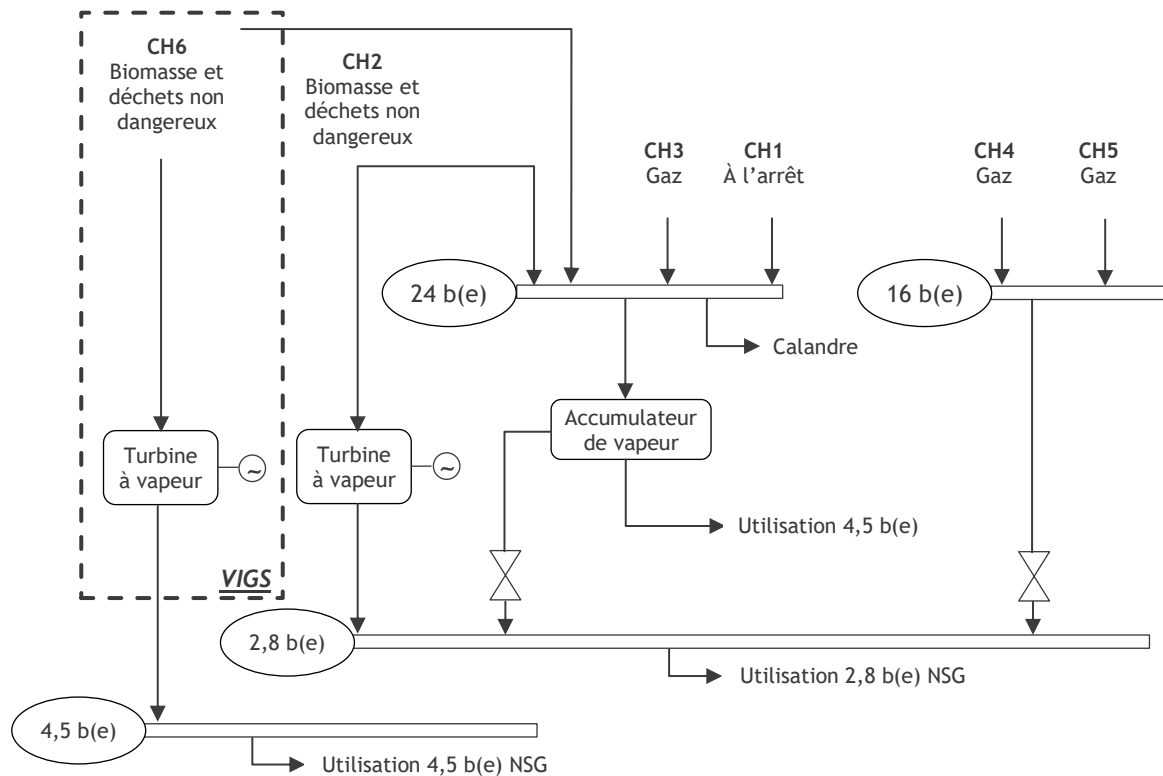 CH6
Biomasse et
déchets non
dangereux
CH2
Biomasse et
déchets non
dangereux
CH3
Gaz
CH1
À l’arrêt
CH4
Gaz
CH5
Gaz
24 b(e)
16 b(e)
Calandre
Accumulateur
de vapeur
Turbine
à vapeur
~
Turbine
à vapeur
~
Utilisation 4,5 b(e)
VIGS
2,8 b(e)
Utilisation 2,8 b(e) NSG
4,5 b(e)
Utilisation 4,5 b(e) NSG